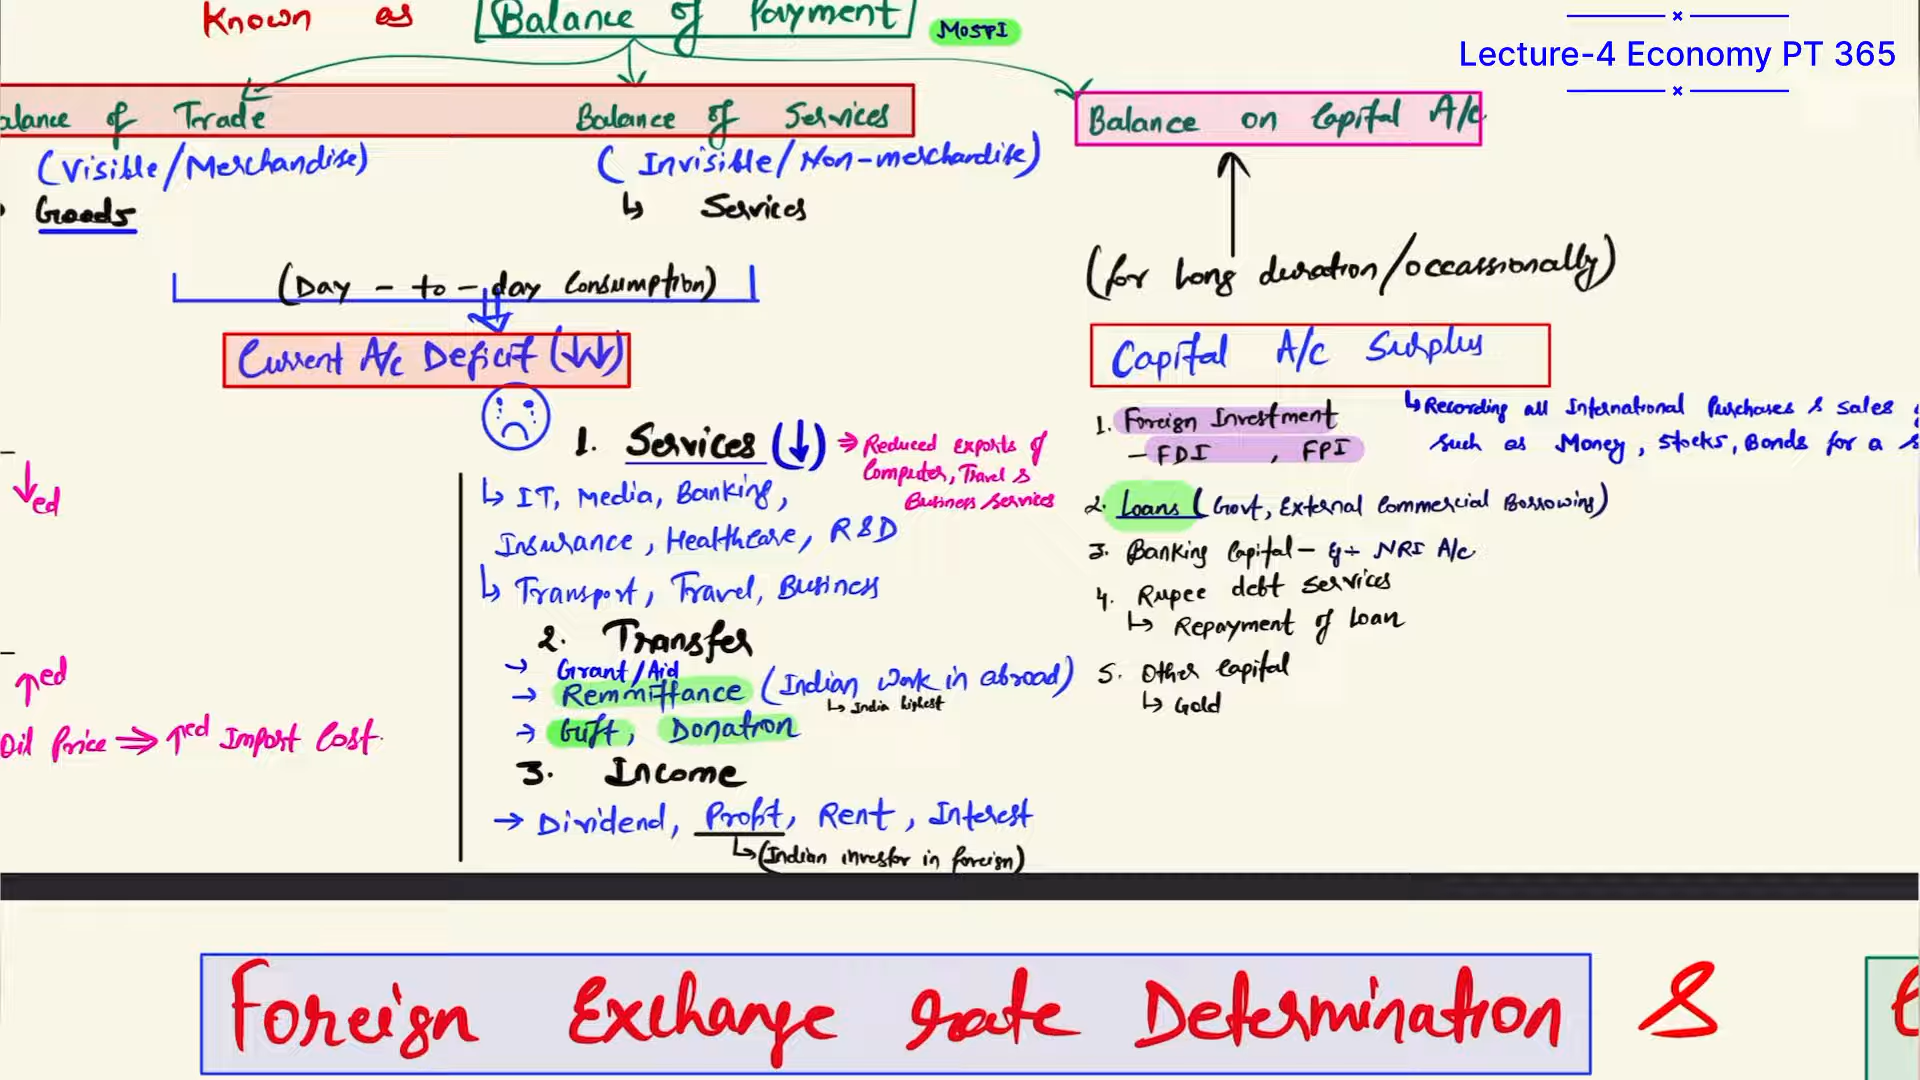 Known as Balance of Payment MOSPI
Lecture-4 Economy PT 365
alance of Trade
Balance of Services
Balance on Capital A/c
(Visible/Merchandise)
(Invisible/Non-merchandise)
Goods
↳ Services
(for long duration/occassionally)
(Day-to-day Consumption)
Current A/c Deficit (↓↓)
Capital A/c Surplus
↳ Recording all International Purchases & sales
such as Money, Stocks, Bonds for a s
1. Foreign Investment
– FDI , FPI
1. Services (↓) ⇒ Reduced exports of
Computer, Travel &
Business Services
↳ IT, Media, Banking,
Insurance, Healthcare, R&D
↳ Transport, Travel, Business
2. Loans (Govt, External Commercial Borrowing)
3. Banking Capital – NRI A/c
4. Rupee debt services
↳ Repayment of loan
5. Other Capital
↳ Gold
↓ed
↑ed
Oil Price ⇒ ↑ed Import Cost
2. Transfer
→ Grant/Aid
→ Remmittance (Indian work in abroad)
↳ India highest
→ Gift, Donation
3. Income
→ Dividend, Profit, Rent, Interest
↳ (Indian investor in foreign)
Foreign Exchange rate Determination &